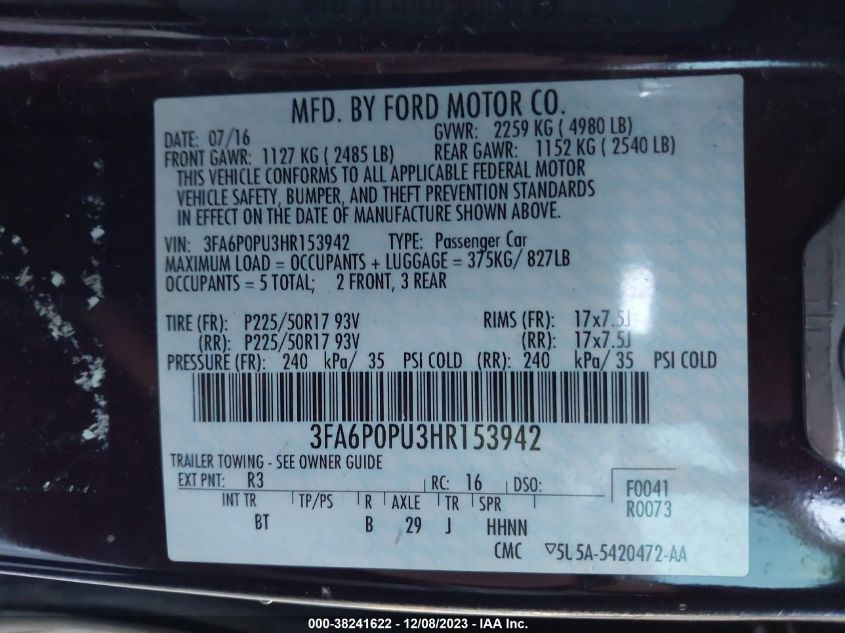 MFD. BY FORD MOTOR CO.
DATE: 07/16 GVWR: 2259 KG ( 4980 LB)
FRONT GAWR: 1127 KG ( 2485 LB) REAR GAWR: 1152 KG ( 2540 LB)
THIS VEHICLE CONFORMS TO ALL APPLICABLE FEDERAL MOTOR
VEHICLE SAFETY, BUMPER, AND THEFT PREVENTION STANDARDS
IN EFFECT ON THE DATE OF MANUFACTURE SHOWN ABOVE.
VIN: 3FA6P0PU3HR153942 TYPE: Passenger Car
MAXIMUM LOAD = OCCUPANTS + LUGGAGE = 375KG/ 827LB
OCCUPANTS = 5 TOTAL; 2 FRONT, 3 REAR
TIRE (FR): P225/50R17 93V RIMS (FR): 17x7.5J
(RR): P225/50R17 93V (RR): 17x7.5J
PRESSURE (FR): 240 kPa/ 35 PSI COLD (RR): 240 kPa/ 35 PSI COLD
3FA6P0PU3HR153942
TRAILER TOWING - SEE OWNER GUIDE
EXT PNT: R3 RC: 16 DSO: F0041
R0073
INT TR TP/PS R AXLE TR SPR
BT B 29 J HHNN
CMC ▽5L5A-5420472-AA
000-38241622 - 12/08/2023 - IAA Inc.